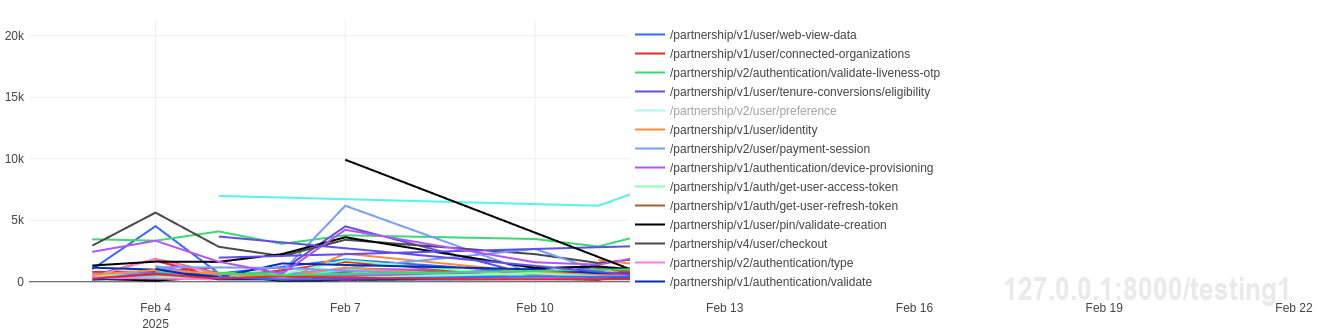 20k
15k
10k
5k
0
/partnership/v1/user/web-view-data
/partnership/v1/user/connected-organizations
/partnership/v2/authentication/validate-liveness-otp
/partnership/v1/user/tenure-conversions/eligibility
/partnership/v2/user/preference
/partnership/v1/user/identity
/partnership/v2/user/payment-session
/partnership/v1/authentication/device-provisioning
/partnership/v1/auth/get-user-access-token
/partnership/v1/auth/get-user-refresh-token
/partnership/v1/user/pin/validate-creation
/partnership/v4/user/checkout
/partnership/v2/authentication/type
/partnership/v1/authentication/validate
127.0.0.1:8000/testing1
Feb 4 Feb 7 Feb 10 Feb 13 Feb 16 Feb 19 Feb 22
2025